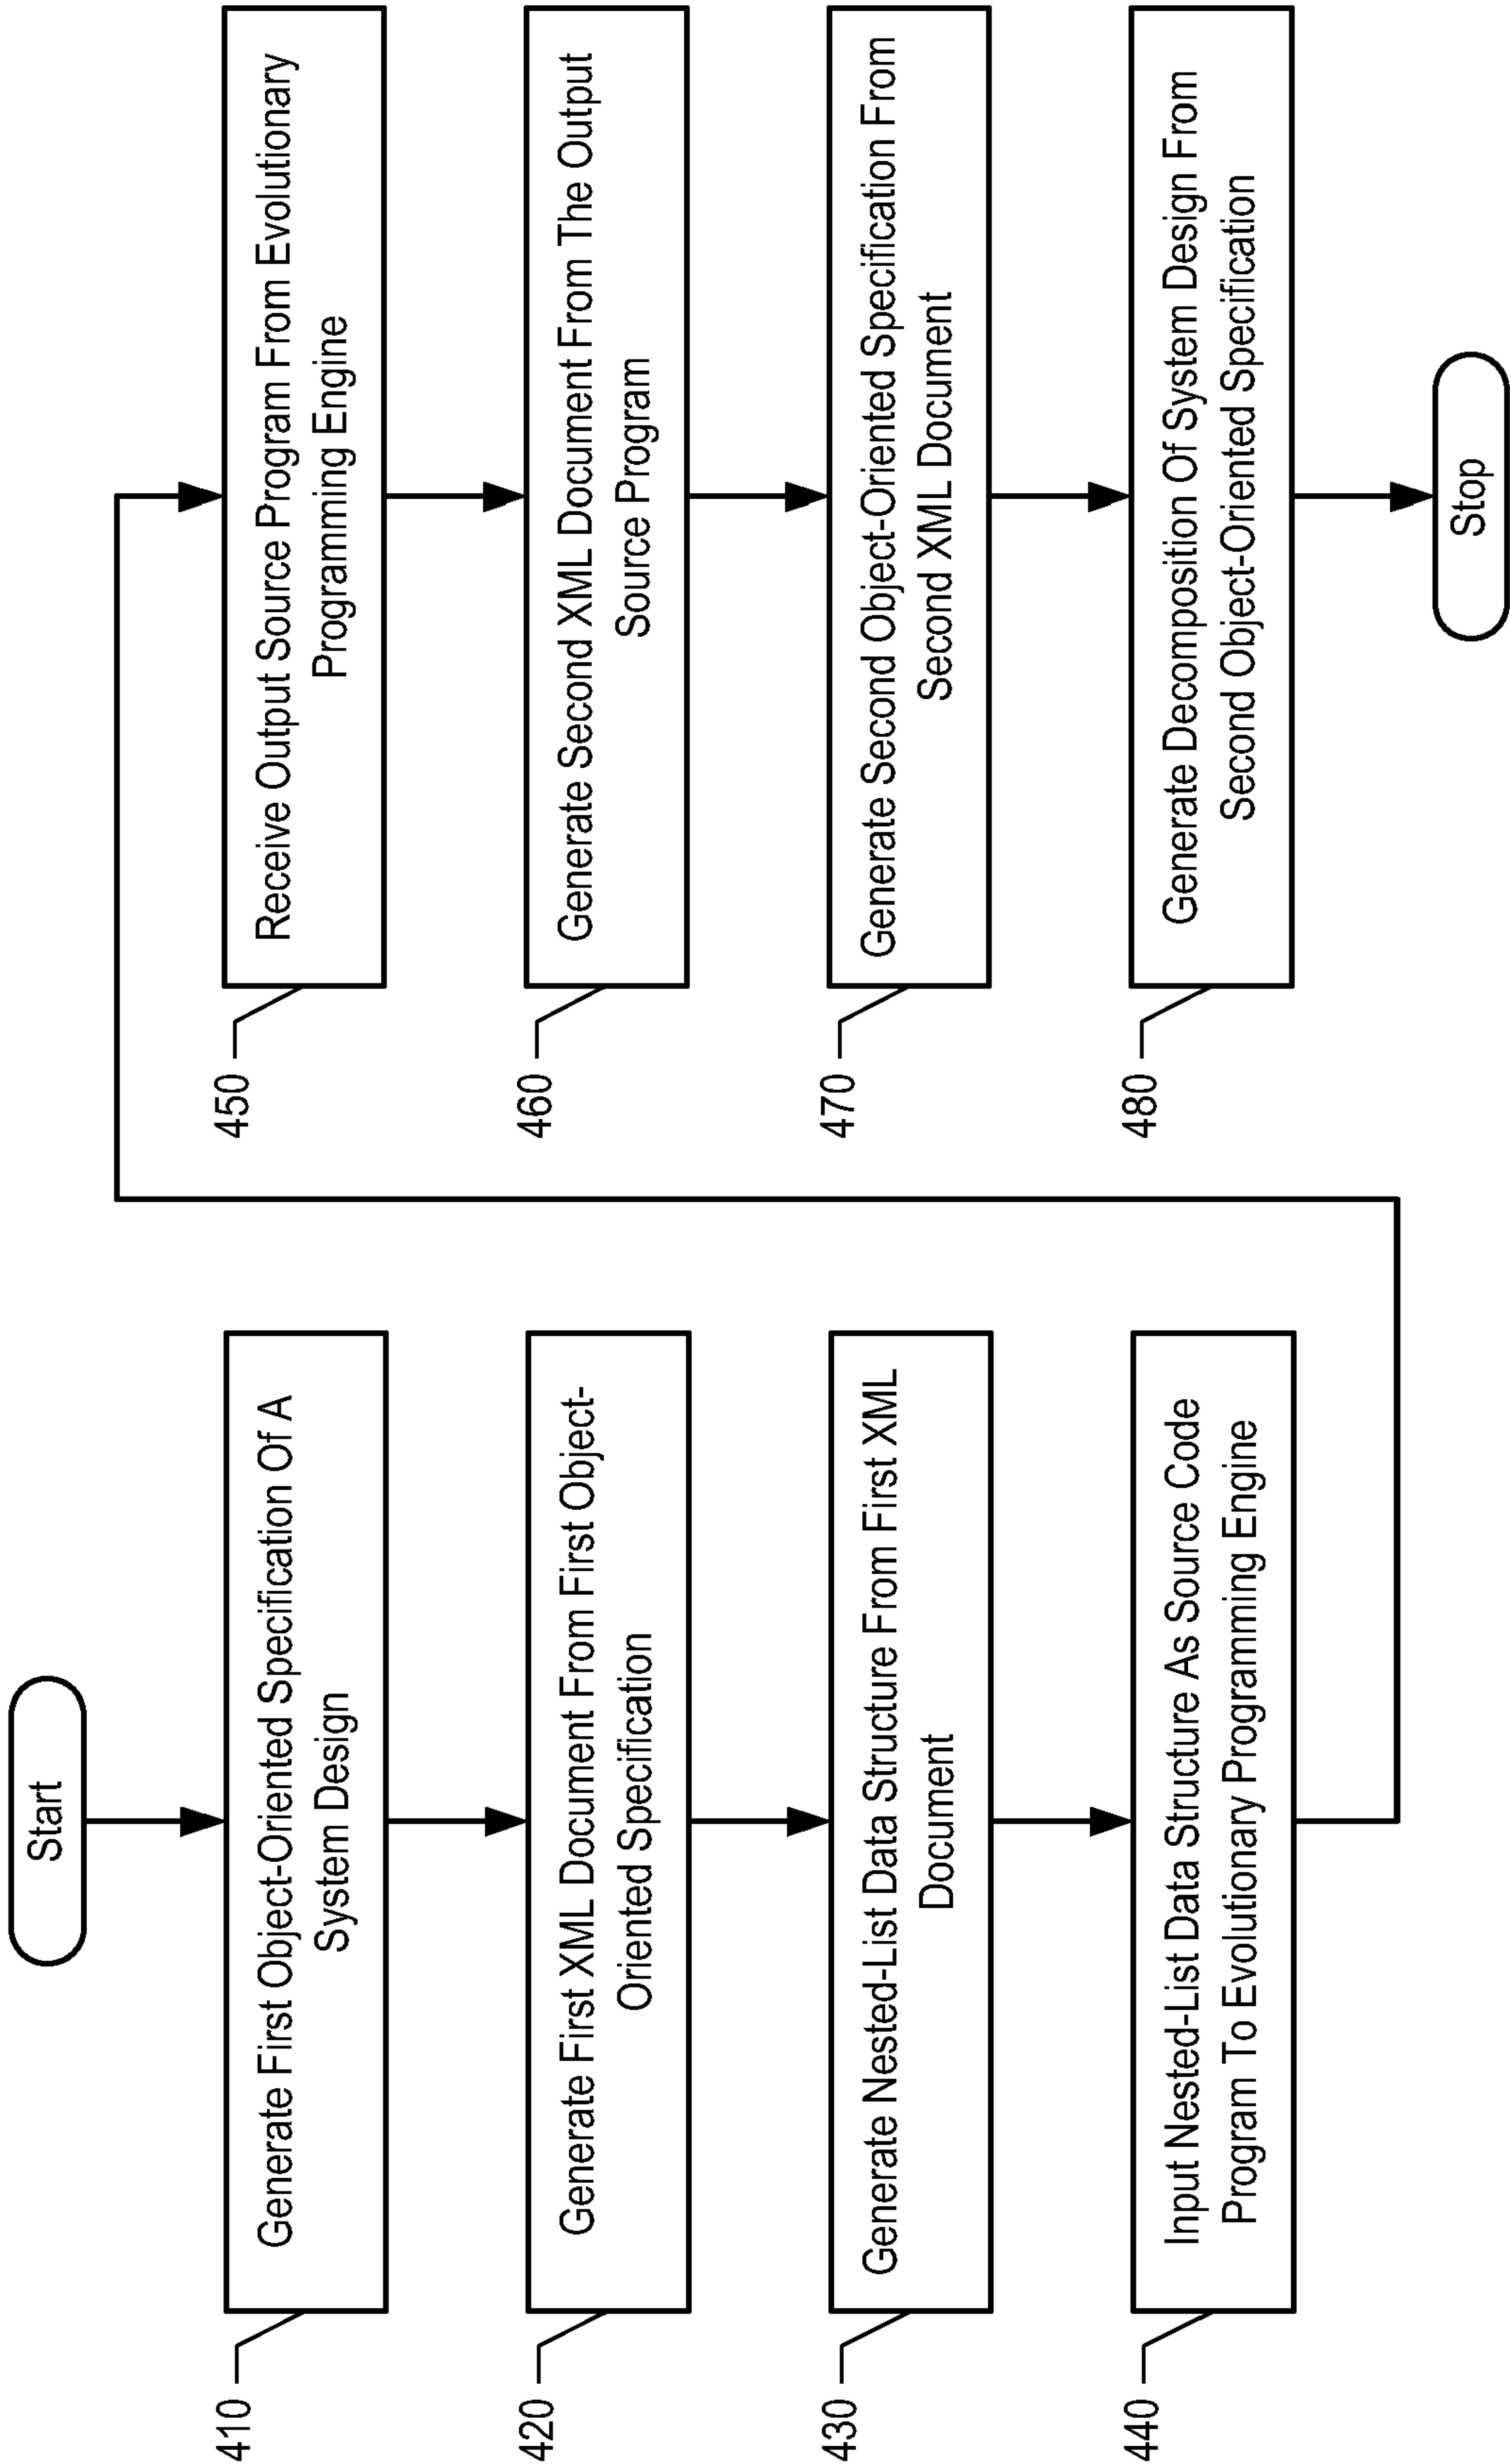 Start
410
Generate First Object-Oriented Specification Of A
System Design
420
Generate First XML Document From First Object-
Oriented Specification
430
Generate Nested-List Data Structure From First XML
Document
440
Input Nested-List Data Structure As Source Code
Program To Evolutionary Programming Engine
450
Receive Output Source Program From Evolutionary
Programming Engine
460
Generate Second XML Document From The Output
Source Program
470
Generate Second Object-Oriented Specification From
Second XML Document
480
Generate Decomposition Of System Design From
Second Object-Oriented Specification
Stop